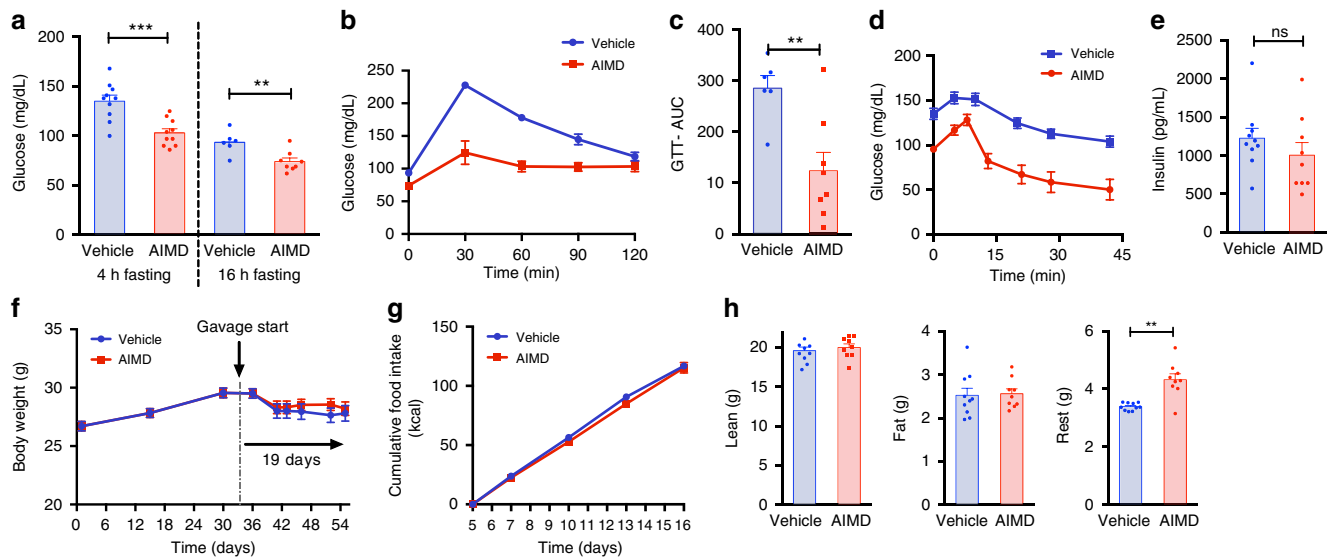 a
***
**
Glucose (mg/dL)
200
150
100
50
0
Vehicle AIMD Vehicle AIMD
4 h fasting 16 h fasting
b
Vehicle
AIMD
Glucose (mg/dL)
250
200
150
100
50
0
0 30 60 90 120
Time (min)
c
**
GTT- AUC
400
300
200
100
0
Vehicle AIMD
d
Vehicle
AIMD
Glucose (mg/dL)
200
150
100
50
0
0 15 30 45
Time (min)
e
ns
Insulin (pg/mL)
2500
2000
1500
1000
500
0
Vehicle AIMD
f
Vehicle
AIMD
Gavage start
19 days
Body weight (g)
35
30
25
20
0 6 12 18 24 30 36 42 48 54
Time (days)
g
Vehicle
AIMD
Cumulative food intake
(kcal)
150
100
50
0
5 6 7 8 9 10 11 12 13 14 15 16
Time (days)
h
Lean (g)
20
15
10
5
0
Vehicle AIMD
Fat (g)
4
3
2
1
0
Vehicle AIMD
**
Rest (g)
6
4
2
0
Vehicle AIMD